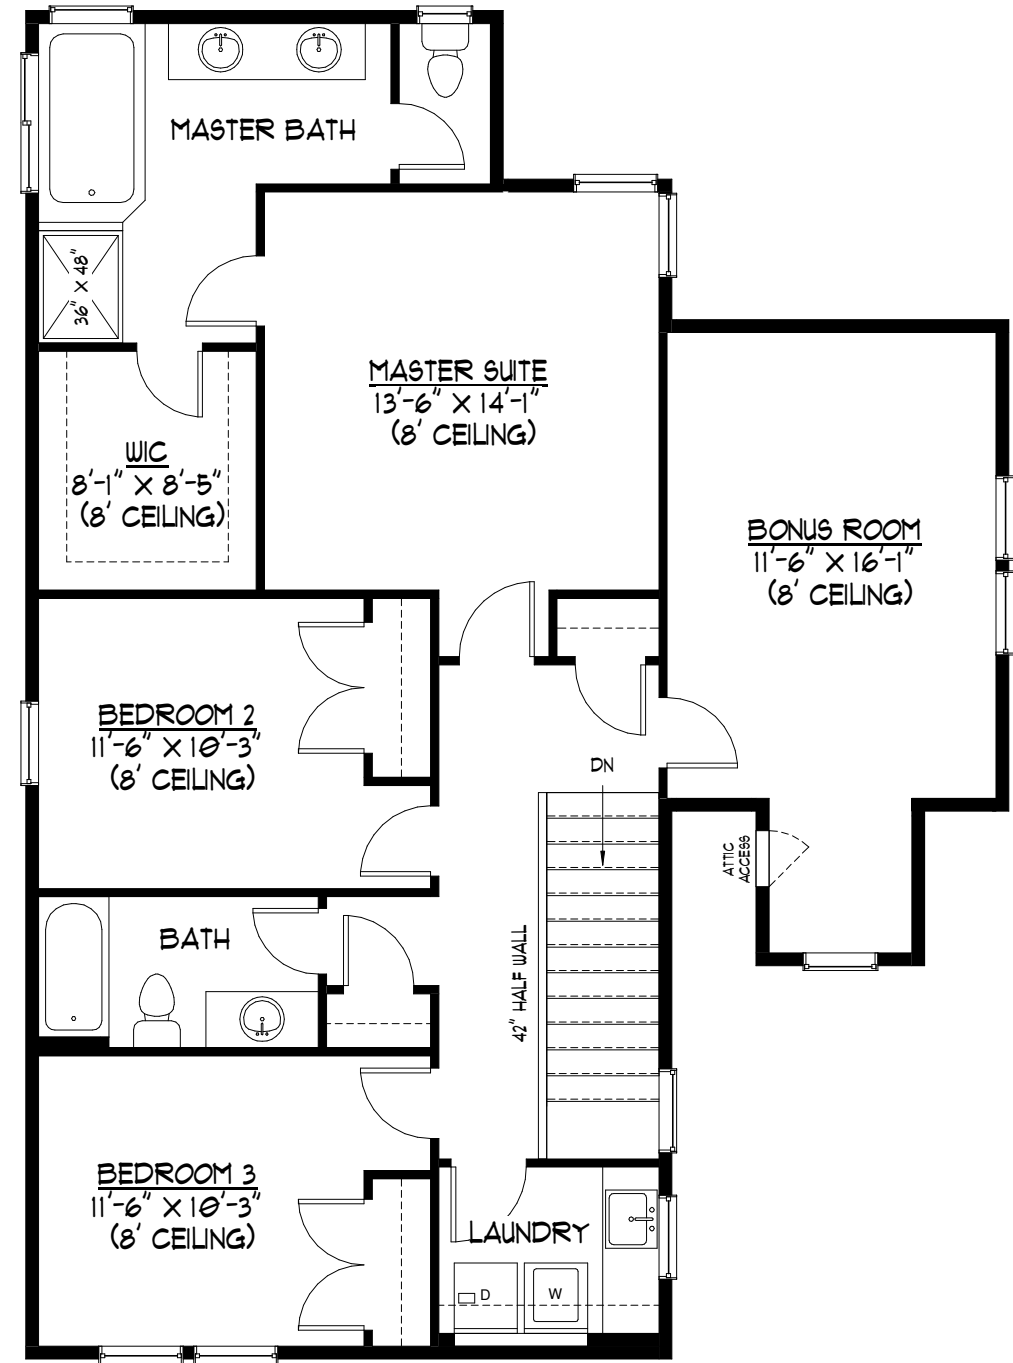 MASTER BATH
36" X 48"
MASTER SUITE
13'-6" X 14'-1"
(8' CEILING)
WIC
8'-1" X 8'-5"
(8' CEILING)
BONUS ROOM
11'-6" X 16'-1"
(8' CEILING)
BEDROOM 2
11'-6" X 10'-3"
(8' CEILING)
DN
ATTIC
ACCESS
BATH
42" HALF WALL
BEDROOM 3
11'-6" X 10'-3"
(8' CEILING)
LAUNDRY
D
W